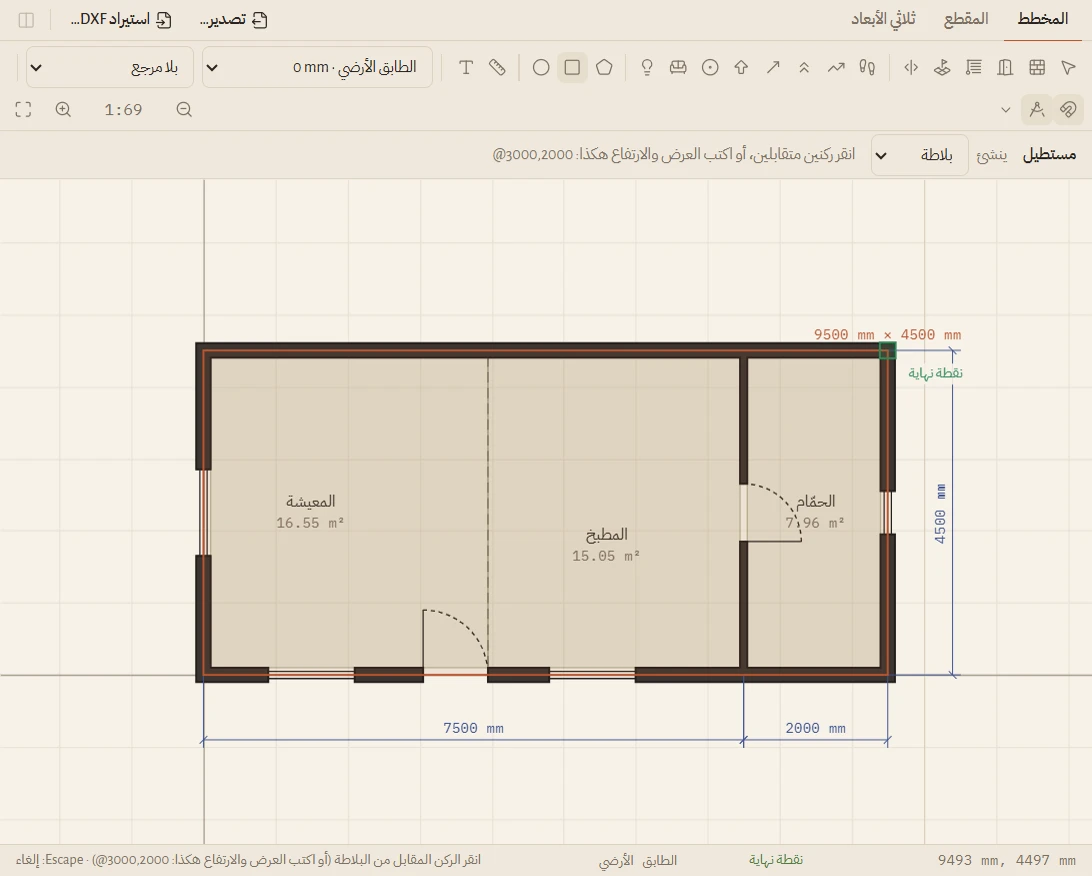 المخطط
المقطع
ثلاثي الأبعاد
تصدير...
استيراد DXF...
الطابق الأرضي · 0 mm
بلا مرجع
1:69
مستطيل
ينشئ
بلاطة
انقر ركنين متقابلين، أو اكتب العرض والارتفاع هكذا: 3000,2000@
9500 mm × 4500 mm
نقطة نهاية
المعيشة
16.55 m²
المطبخ
15.05 m²
الحمّام
7.96 m²
4500 mm
7500 mm
2000 mm
9493 mm, 4497 mm
نقطة نهاية
الطابق الأرضي
انقر الركن المقابل من البلاطة (أو اكتب العرض والارتفاع هكذا: 3000,2000@) · Escape: إلغاء